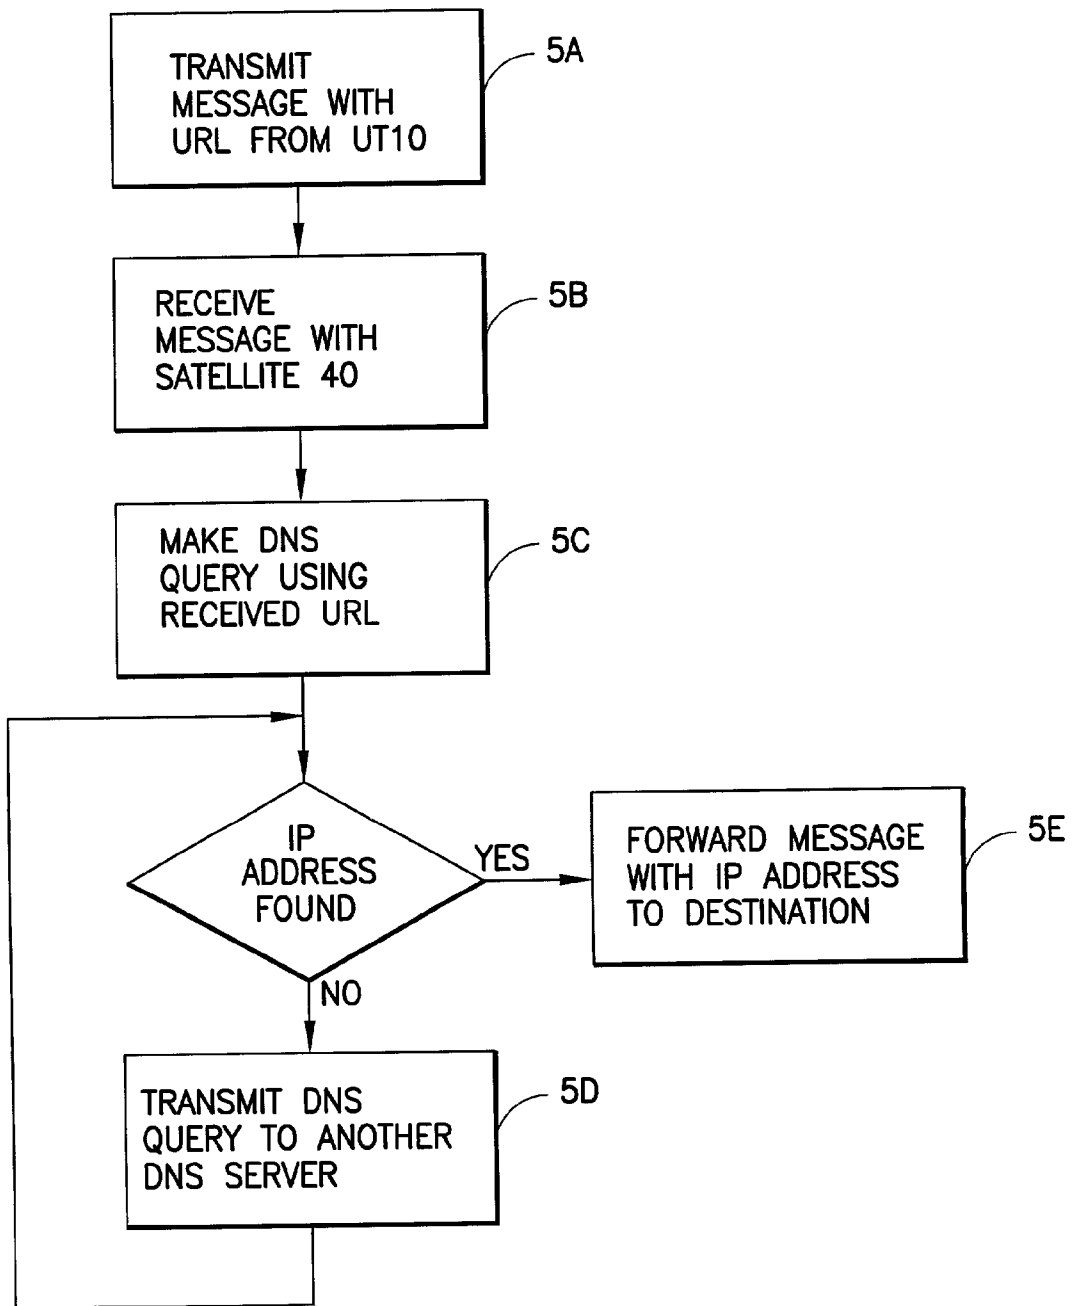 TRANSMIT
MESSAGE WITH
URL FROM UT10
5A
RECEIVE
MESSAGE WITH
SATELLITE 40
5B
MAKE DNS
QUERY USING
RECEIVED URL
5C
IP
ADDRESS
FOUND
YES
FORWARD MESSAGE
WITH IP ADDRESS
TO DESTINATION
5E
NO
TRANSMIT DNS
QUERY TO ANOTHER
DNS SERVER
5D